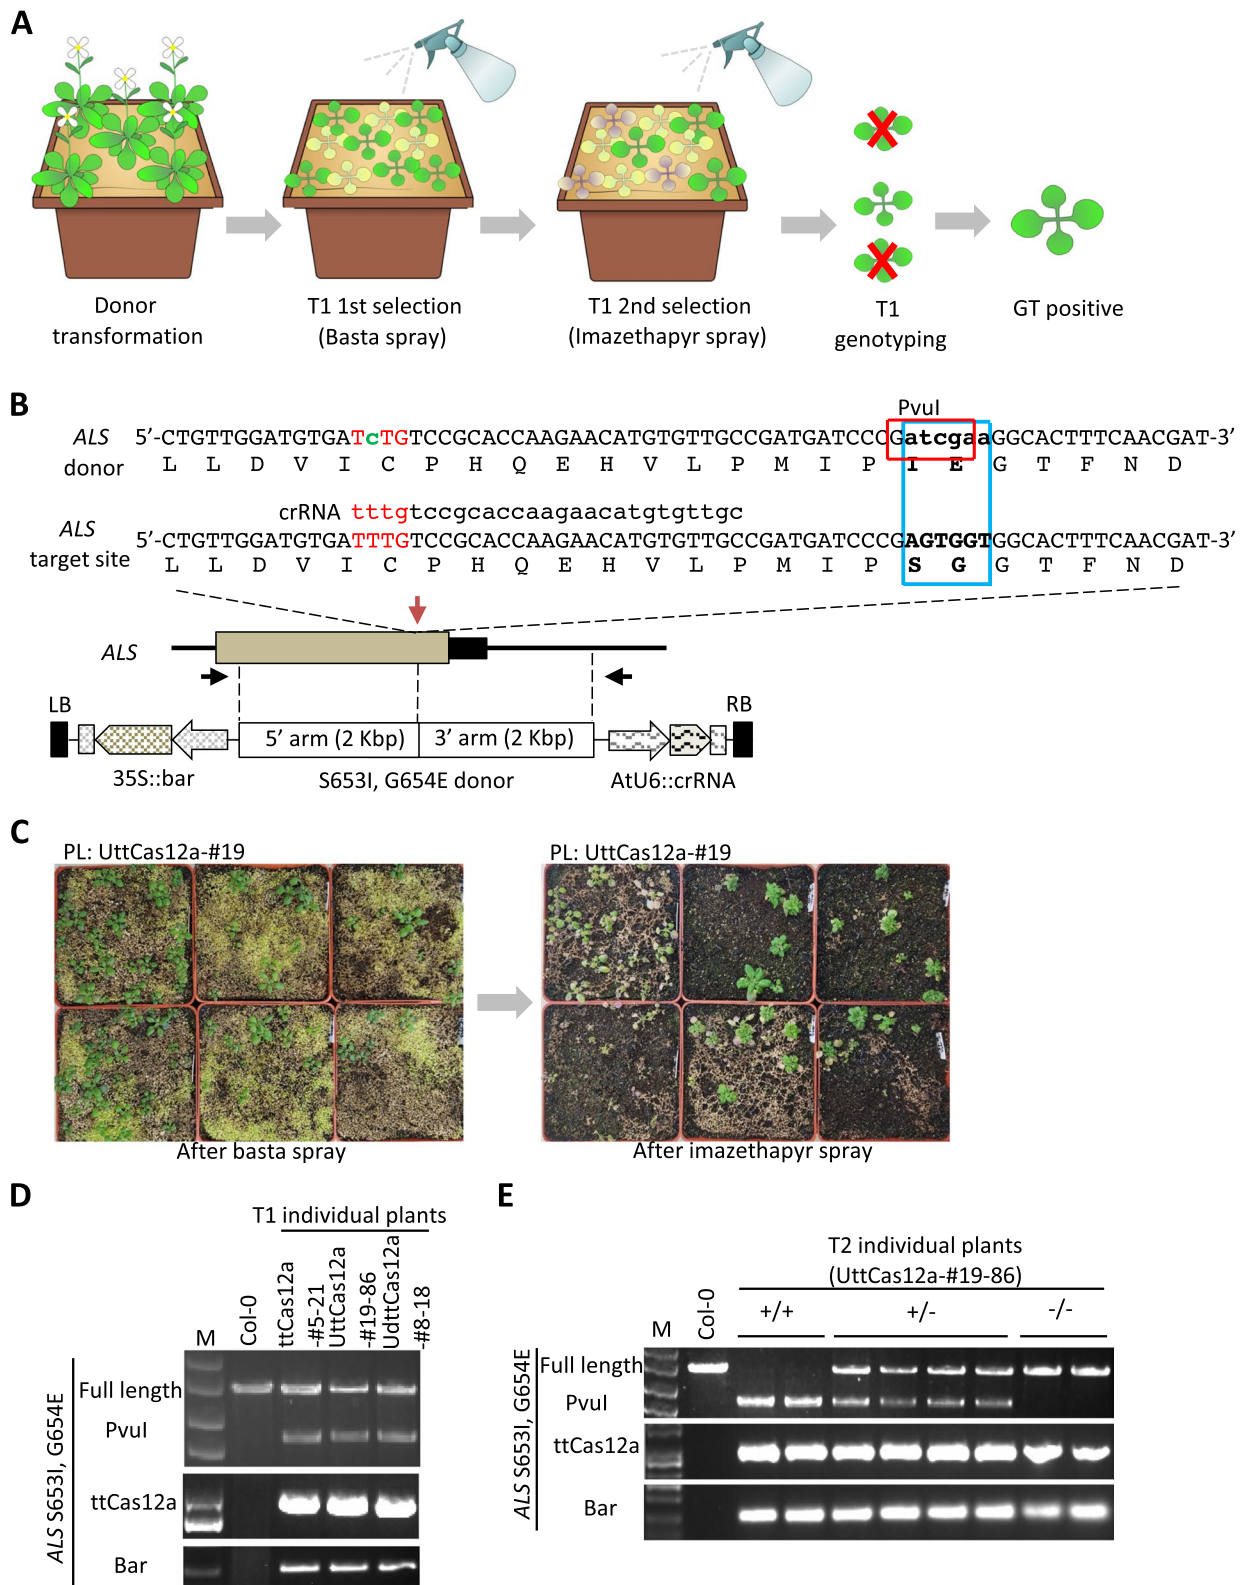 A
Donor
transformation
T1 1st selection
(Basta spray)
T1 2nd selection
(Imazethapyr spray)
T1
genotyping
GT positive
B
PvuI
ALS
donor
5’-CTGTTGGATGTGATcTGTCCGCACCAAGAACATGTGTTGCCGATGATCCCGatcgaaGGCACTTTCAACGAT-3’
L L D V I C P H Q E H V L P M I P I E G T F N D
crRNA tttgtccgcaccaagaacatgtgttgc
ALS
target site
5’-CTGTTGGATGTGATTTGTCCGCACCAAGAACATGTGTTGCCGATGATCCCGAGTGGTGGCACTTTCAACGAT-3’
L L D V I C P H Q E H V L P M I P S G G T F N D
ALS
LB
RB
5’ arm (2 Kbp)
3’ arm (2 Kbp)
35S::bar
S653I, G654E donor
AtU6::crRNA
C
PL: UttCas12a-#19
PL: UttCas12a-#19
After basta spray
After imazethapyr spray
D
T1 individual plants
M
Col-0
ttCas12a
-#5-21
UttCas12a
-#19-86
UdttCas12a
-#8-18
ALS S653I, G654E
Full length
PvuI
ttCas12a
Bar
E
T2 individual plants
(UttCas12a-#19-86)
M
Col-0
+/+
+/-
-/-
ALS S653I, G654E
Full length
PvuI
ttCas12a
Bar